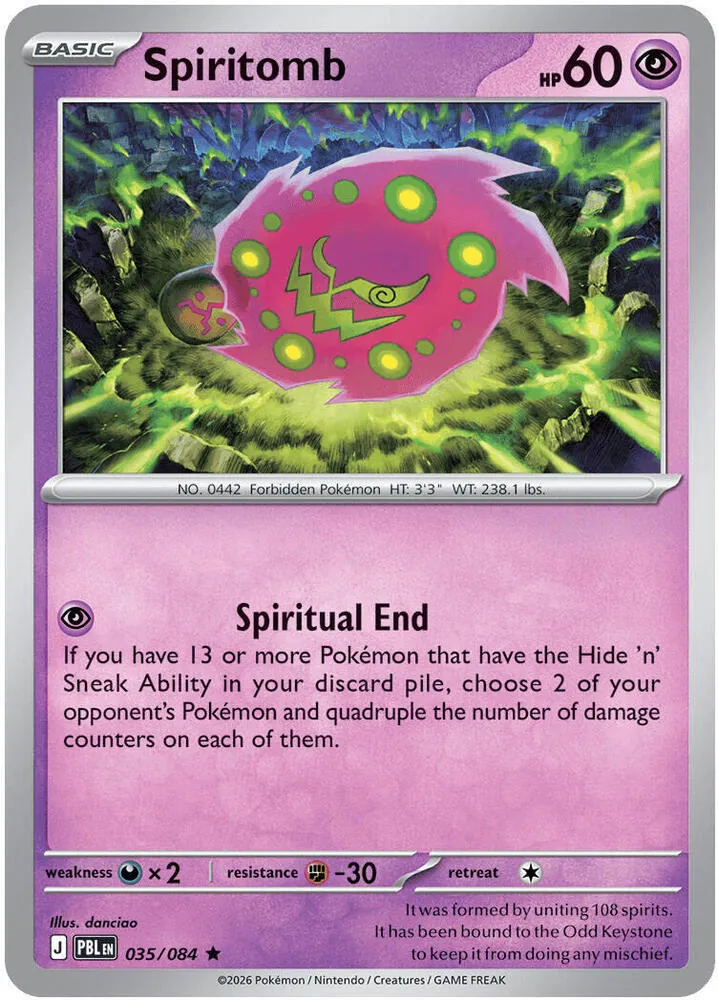 BASIC
Spiritomb
HP60
NO. 0442 Forbidden Pokémon HT: 3'3" WT: 238.1 lbs.
Spiritual End
If you have 13 or more Pokémon that have the Hide ’n’
Sneak Ability in your discard pile, choose 2 of your
opponent’s Pokémon and quadruple the number of damage
counters on each of them.
weakness ×2 resistance -30 retreat
Illus. danciao
J PBL EN 035/084 ★
It was formed by uniting 108 spirits.
It has been bound to the Odd Keystone
to keep it from doing any mischief.
©2026 Pokémon / Nintendo / Creatures / GAME FREAK